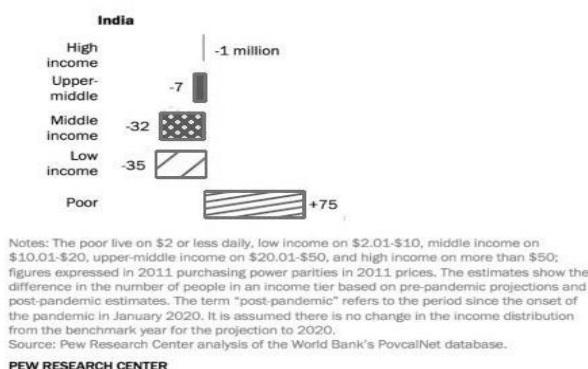 India
High
income
-1 million
Upper-
middle
-7
Middle
income
-32
Low
income
-35
Poor
+75
Notes: The poor live on $2 or less daily, low income on $2.01-$10, middle income on
$10.01-$20, upper-middle income on $20.01-$50, and high income on more than $50;
figures expressed in 2011 purchasing power parities in 2011 prices. The estimates show the
difference in the number of people in an income tier based on pre-pandemic projections and
post-pandemic estimates. The term "post-pandemic" refers to the period since the onset of
the pandemic in January 2020. It is assumed there is no change in the income distribution
from the benchmark year for the projection to 2020.
Source: Pew Research Center analysis of the World Bank's PovcalNet database.
PEW RESEARCH CENTER